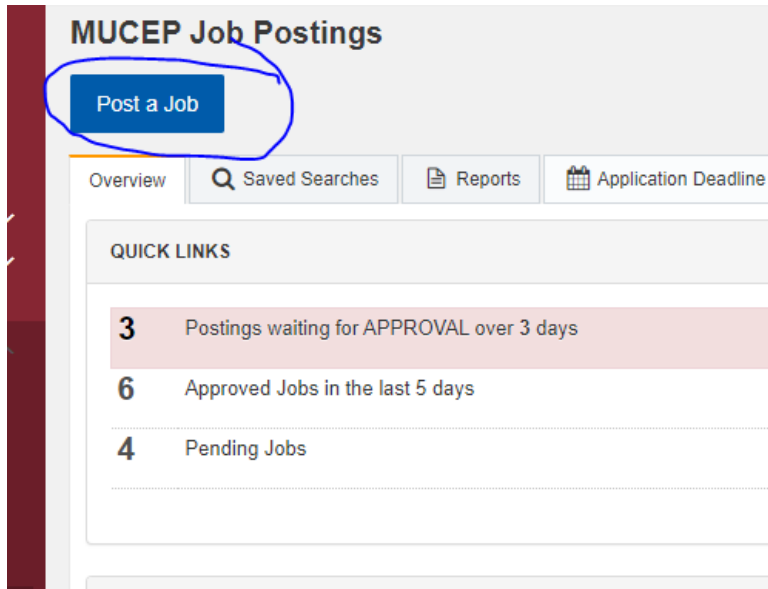 MUCEP Job Postings
Post a Job
Overview Saved Searches Reports Application Deadline
QUICK LINKS
3 Postings waiting for APPROVAL over 3 days
6 Approved Jobs in the last 5 days
4 Pending Jobs